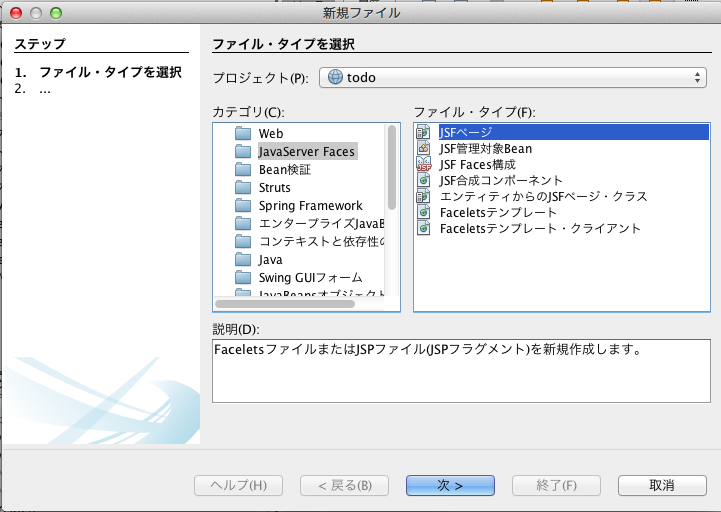 新規ファイル
ステップ
1. ファイル・タイプを選択
2. ...
ファイル・タイプを選択
プロジェクト(P): todo
カテゴリ(C):
Web
JavaServer Faces
Bean検証
Struts
Spring Framework
エンタープライズJavaB
コンテキストと依存性の
Java
Swing GUIフォーム
JavaBeansオブジェクト
ファイル・タイプ(F):
JSFページ
JSF管理対象Bean
JSF Faces構成
JSF合成コンポーネント
エンティティからのJSFページ・クラス
Faceletsテンプレート
Faceletsテンプレート・クライアント
説明(D):
FaceletsファイルまたはJSPファイル(JSPフラグメント)を新規作成します。
ヘルプ(H)
< 戻る(B)
次 >
終了(F)
取消